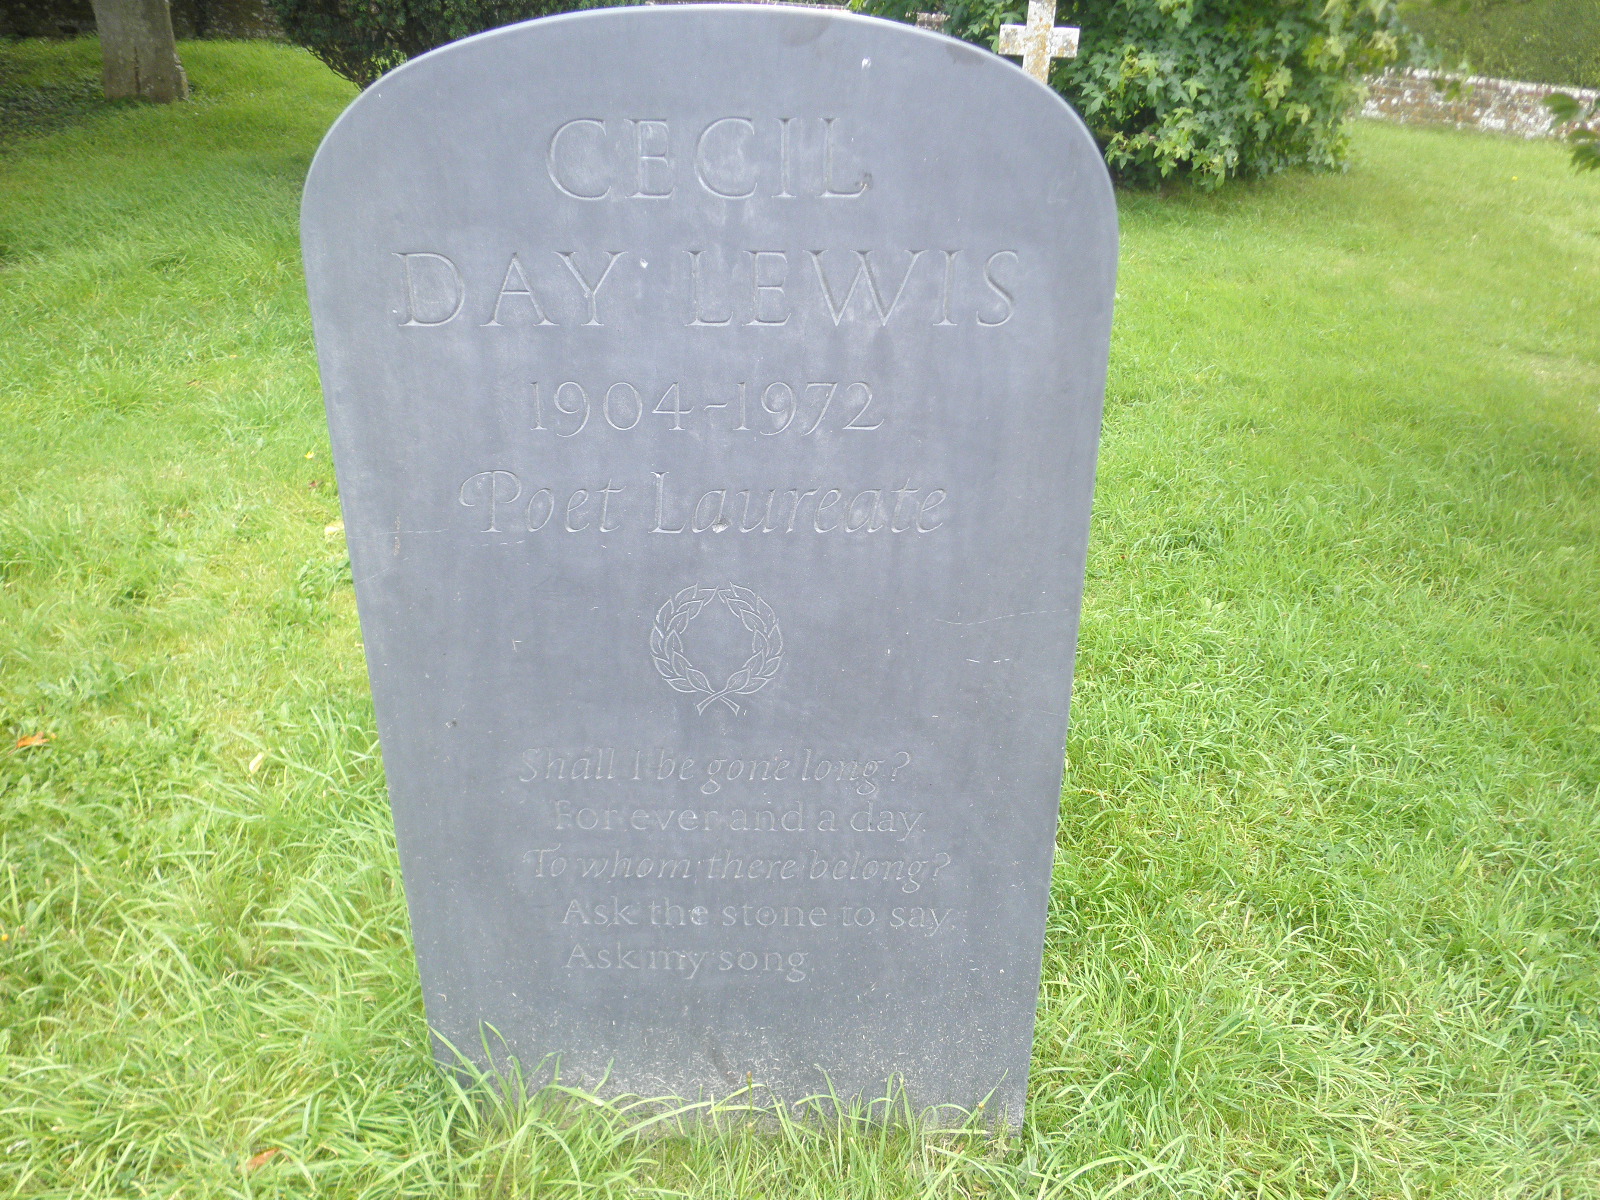 CECIL
DAY LEWIS
1904-1972
Poet Laureate
Shall I be gone long?
For ever and a day.
To whom there belong?
Ask the stone to say.
Ask my song